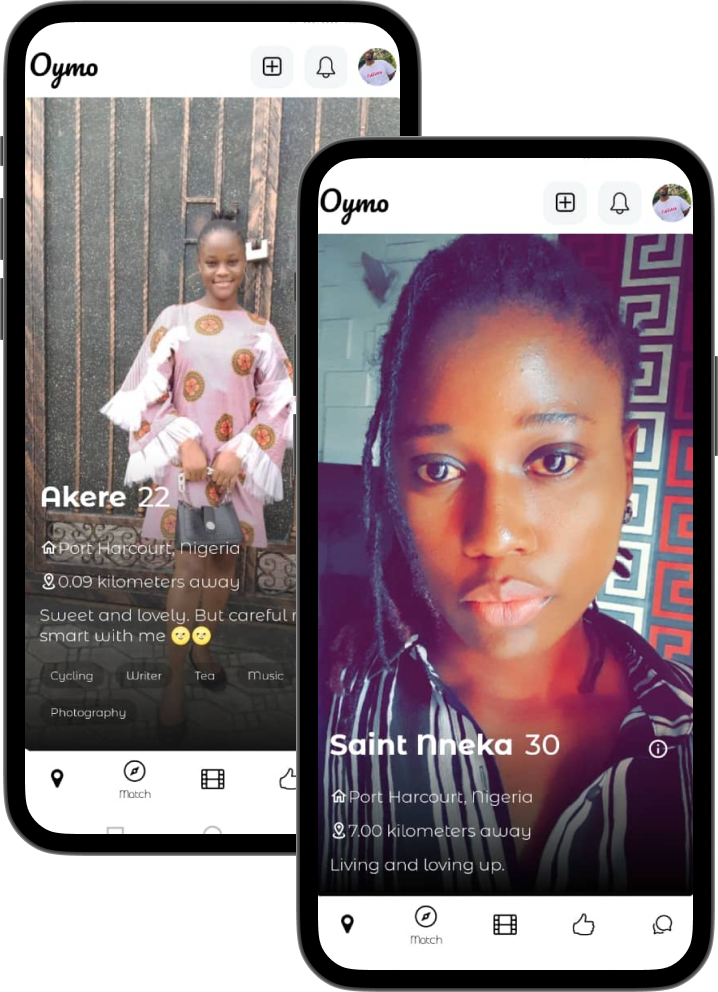 Oymo
Akere 22
Port Harcourt, Nigeria
0.09 kilometers away
Sweet and lovely. But careful
smart with me 🌝🌝
Cycling Writer Tea Music
Photography
Match
Oymo
Saint Nneka 30
Port Harcourt, Nigeria
7.00 kilometers away
Living and loving up.
Match